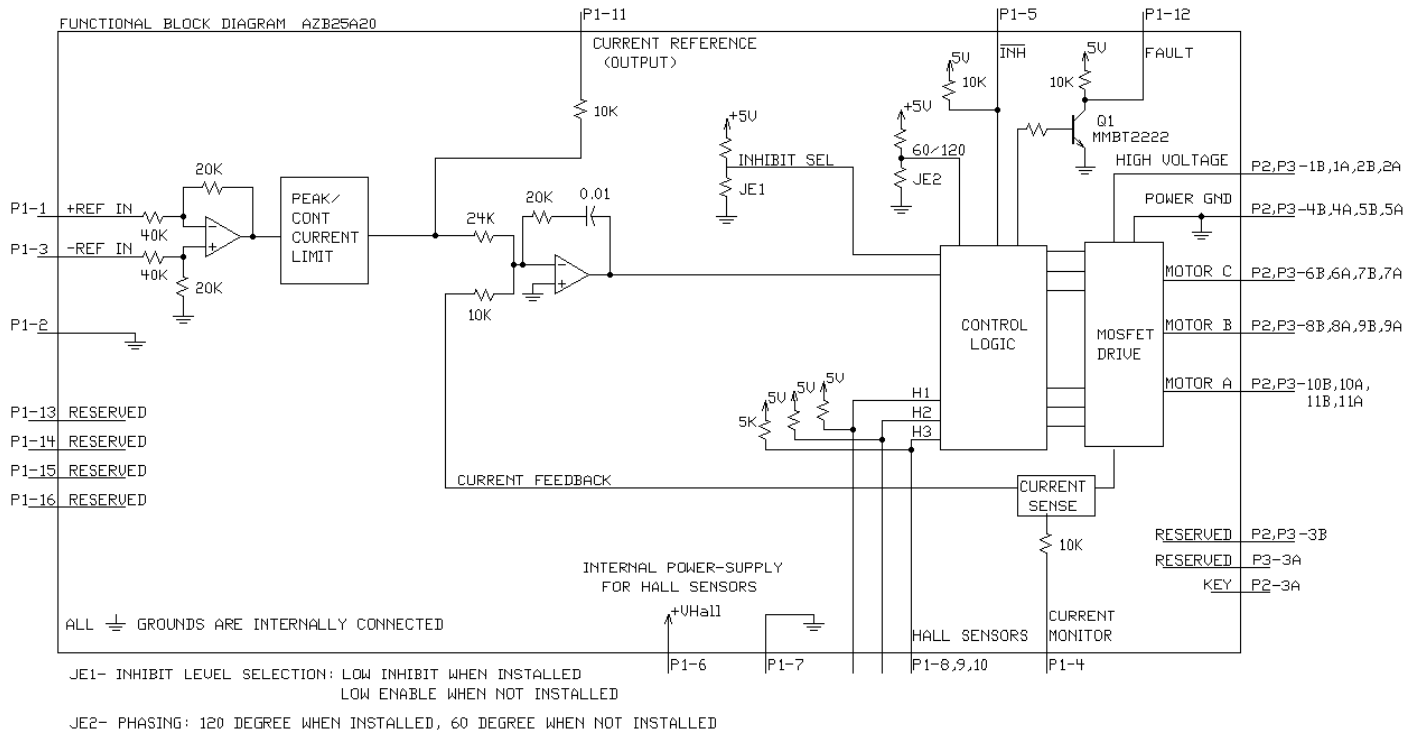 FUNCTIONAL BLOCK DIAGRAM AZB25A20
P1-11
P1-5
P1-12
CURRENT REFERENCE
(OUTPUT)
INH
FAULT
5V
10K
5V
10K
10K
+5V
+5V
Q1
MMBT2222
INHIBIT SEL
60/120
JE1
JE2
HIGH VOLTAGE
P2,P3-1B,1A,2B,2A
POWER GND
P2,P3-4B,4A,5B,5A
20K
PEAK/
CONT
CURRENT
LIMIT
P1-1
+REF IN
40K
P1-3
-REF IN
40K
20K
24K
20K
0.01
10K
P1-2
CONTROL
LOGIC
MOSFET
DRIVE
MOTOR C
P2,P3-6B,6A,7B,7A
MOTOR B
P2,P3-8B,8A,9B,9A
MOTOR A
P2,P3-10B,10A,
11B,11A
5V
5V
5V
5K
H1
H2
H3
P1-13 RESERVED
P1-14 RESERVED
P1-15 RESERVED
P1-16 RESERVED
CURRENT FEEDBACK
CURRENT
SENSE
10K
RESERVED P2,P3-3B
RESERVED P3-3A
KEY P2-3A
INTERNAL POWER-SUPPLY
FOR HALL SENSORS
+VHall
ALL GROUNDS ARE INTERNALLY CONNECTED
HALL SENSORS
CURRENT
MONITOR
P1-6
P1-7
P1-8,9,10
P1-4
JE1- INHIBIT LEVEL SELECTION: LOW INHIBIT WHEN INSTALLED
LOW ENABLE WHEN NOT INSTALLED
JE2- PHASING: 120 DEGREE WHEN INSTALLED, 60 DEGREE WHEN NOT INSTALLED